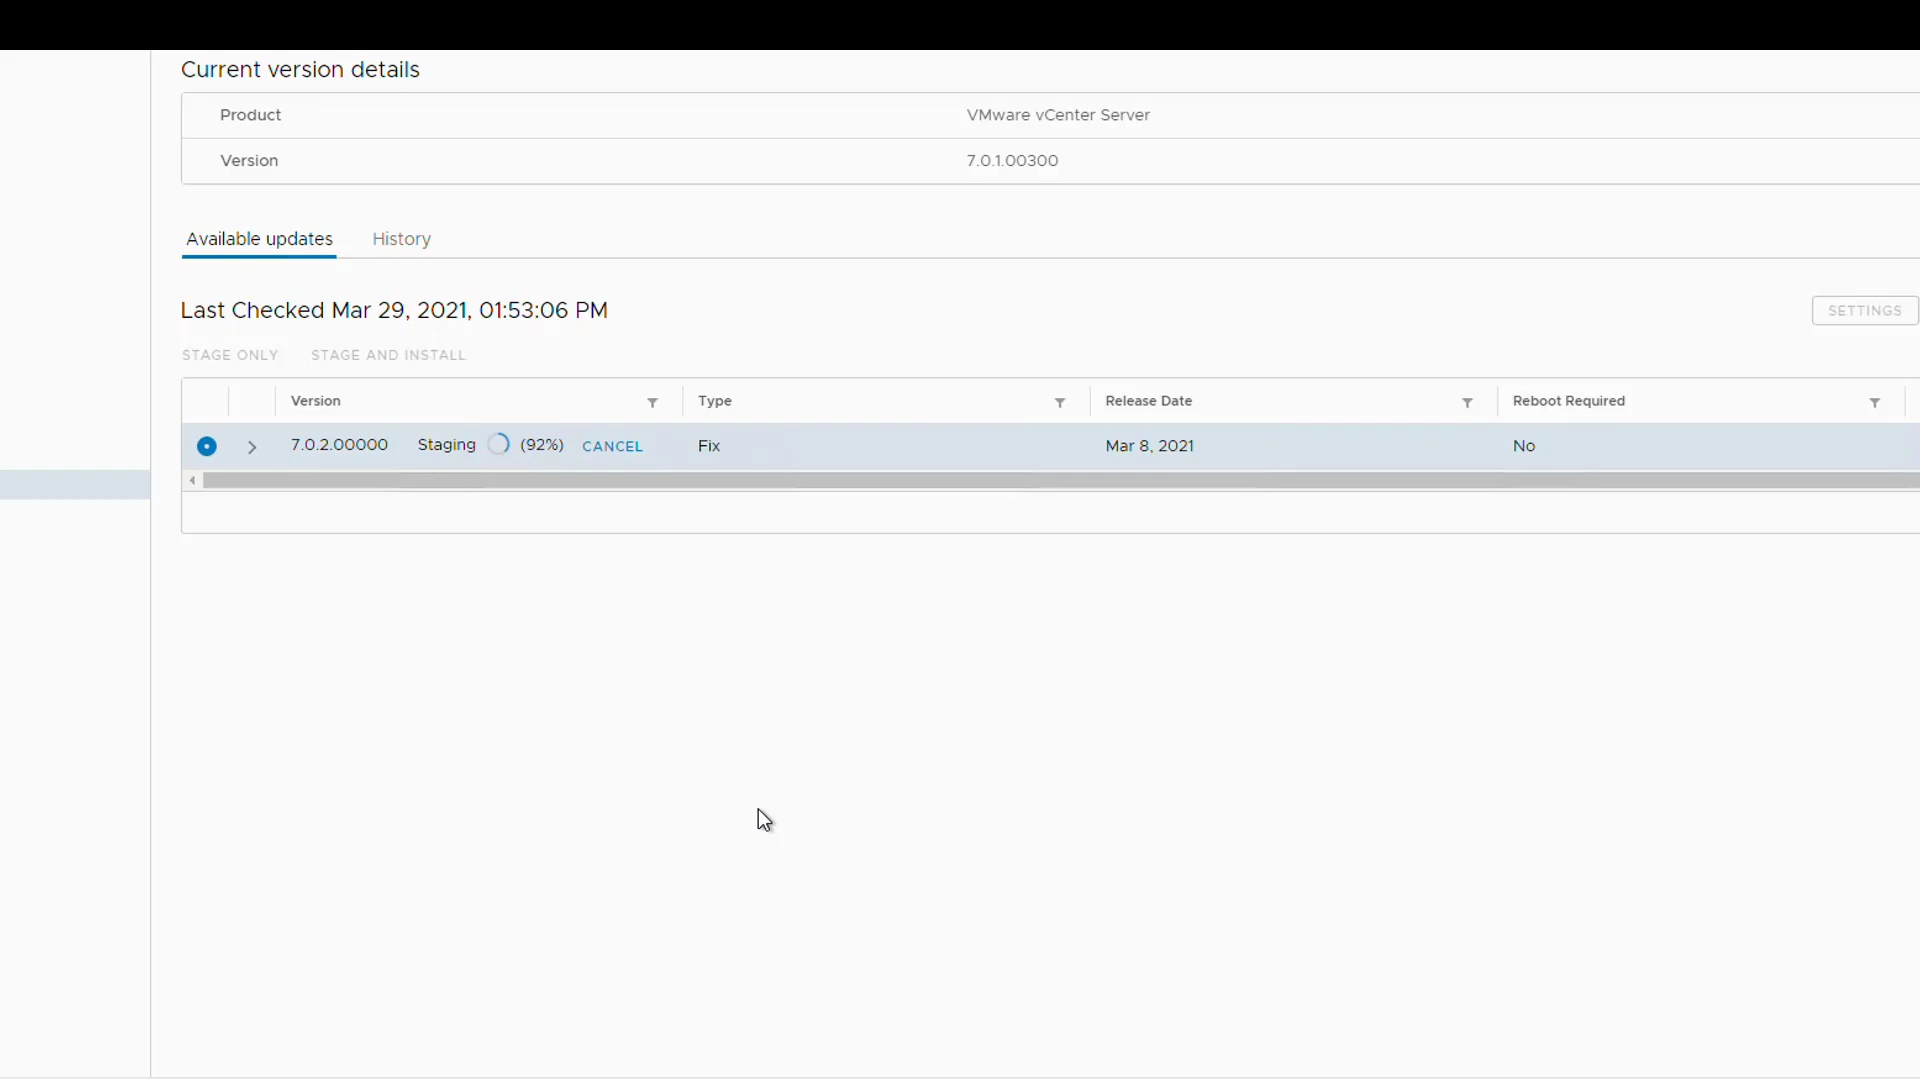 Current version details
Product VMware vCenter Server
Version 7.0.1.00300
Available updates History
Last Checked Mar 29, 2021, 01:53:06 PM
SETTINGS
STAGE ONLY STAGE AND INSTALL
Version Type Release Date Reboot Required
7.0.2.00000 Staging (92%) CANCEL Fix Mar 8, 2021 No